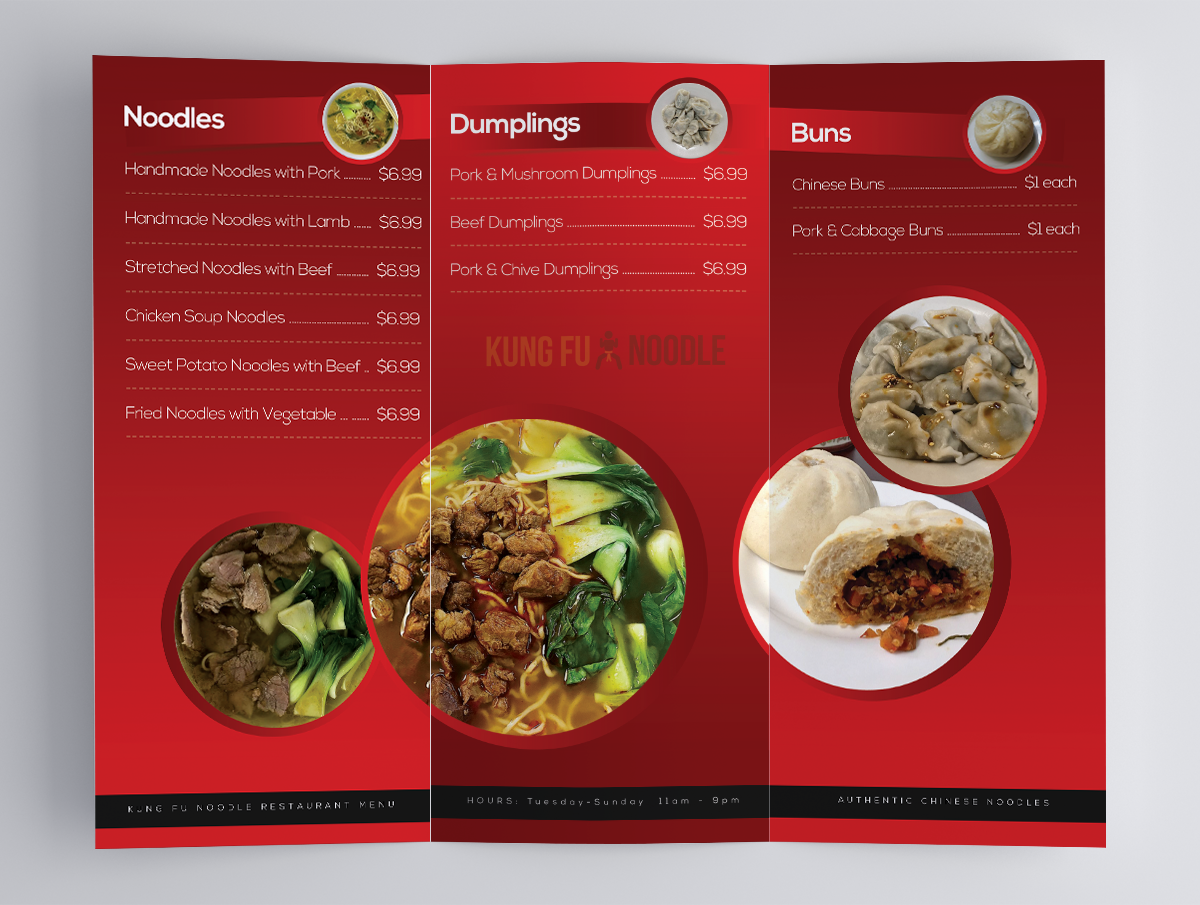 Noodles
Handmade Noodles with Pork ........ $6.99
Handmade Noodles with Lamb ...... $6.99
Stretched Noodles with Beef .......... $6.99
Chicken Soup Noodles ........................ $6.99
Sweet Potato Noodles with Beef .. $6.99
Fried Noodles with Vegetable ... ...... $6.99
KUNG FU NOODLE RESTAURANT MENU
Dumplings
Pork & Mushroom Dumplings .......... $6.99
Beef Dumplings ........................................ $6.99
Pork & Chive Dumplings ...................... $6.99
KUNG FU NOODLE
HOURS: Tuesday-Sunday 11am - 9pm
Buns
Chinese Buns ........................................ $1 each
Pork & Cabbage Buns ...................... $1 each
AUTHENTIC CHINESE NOODLES